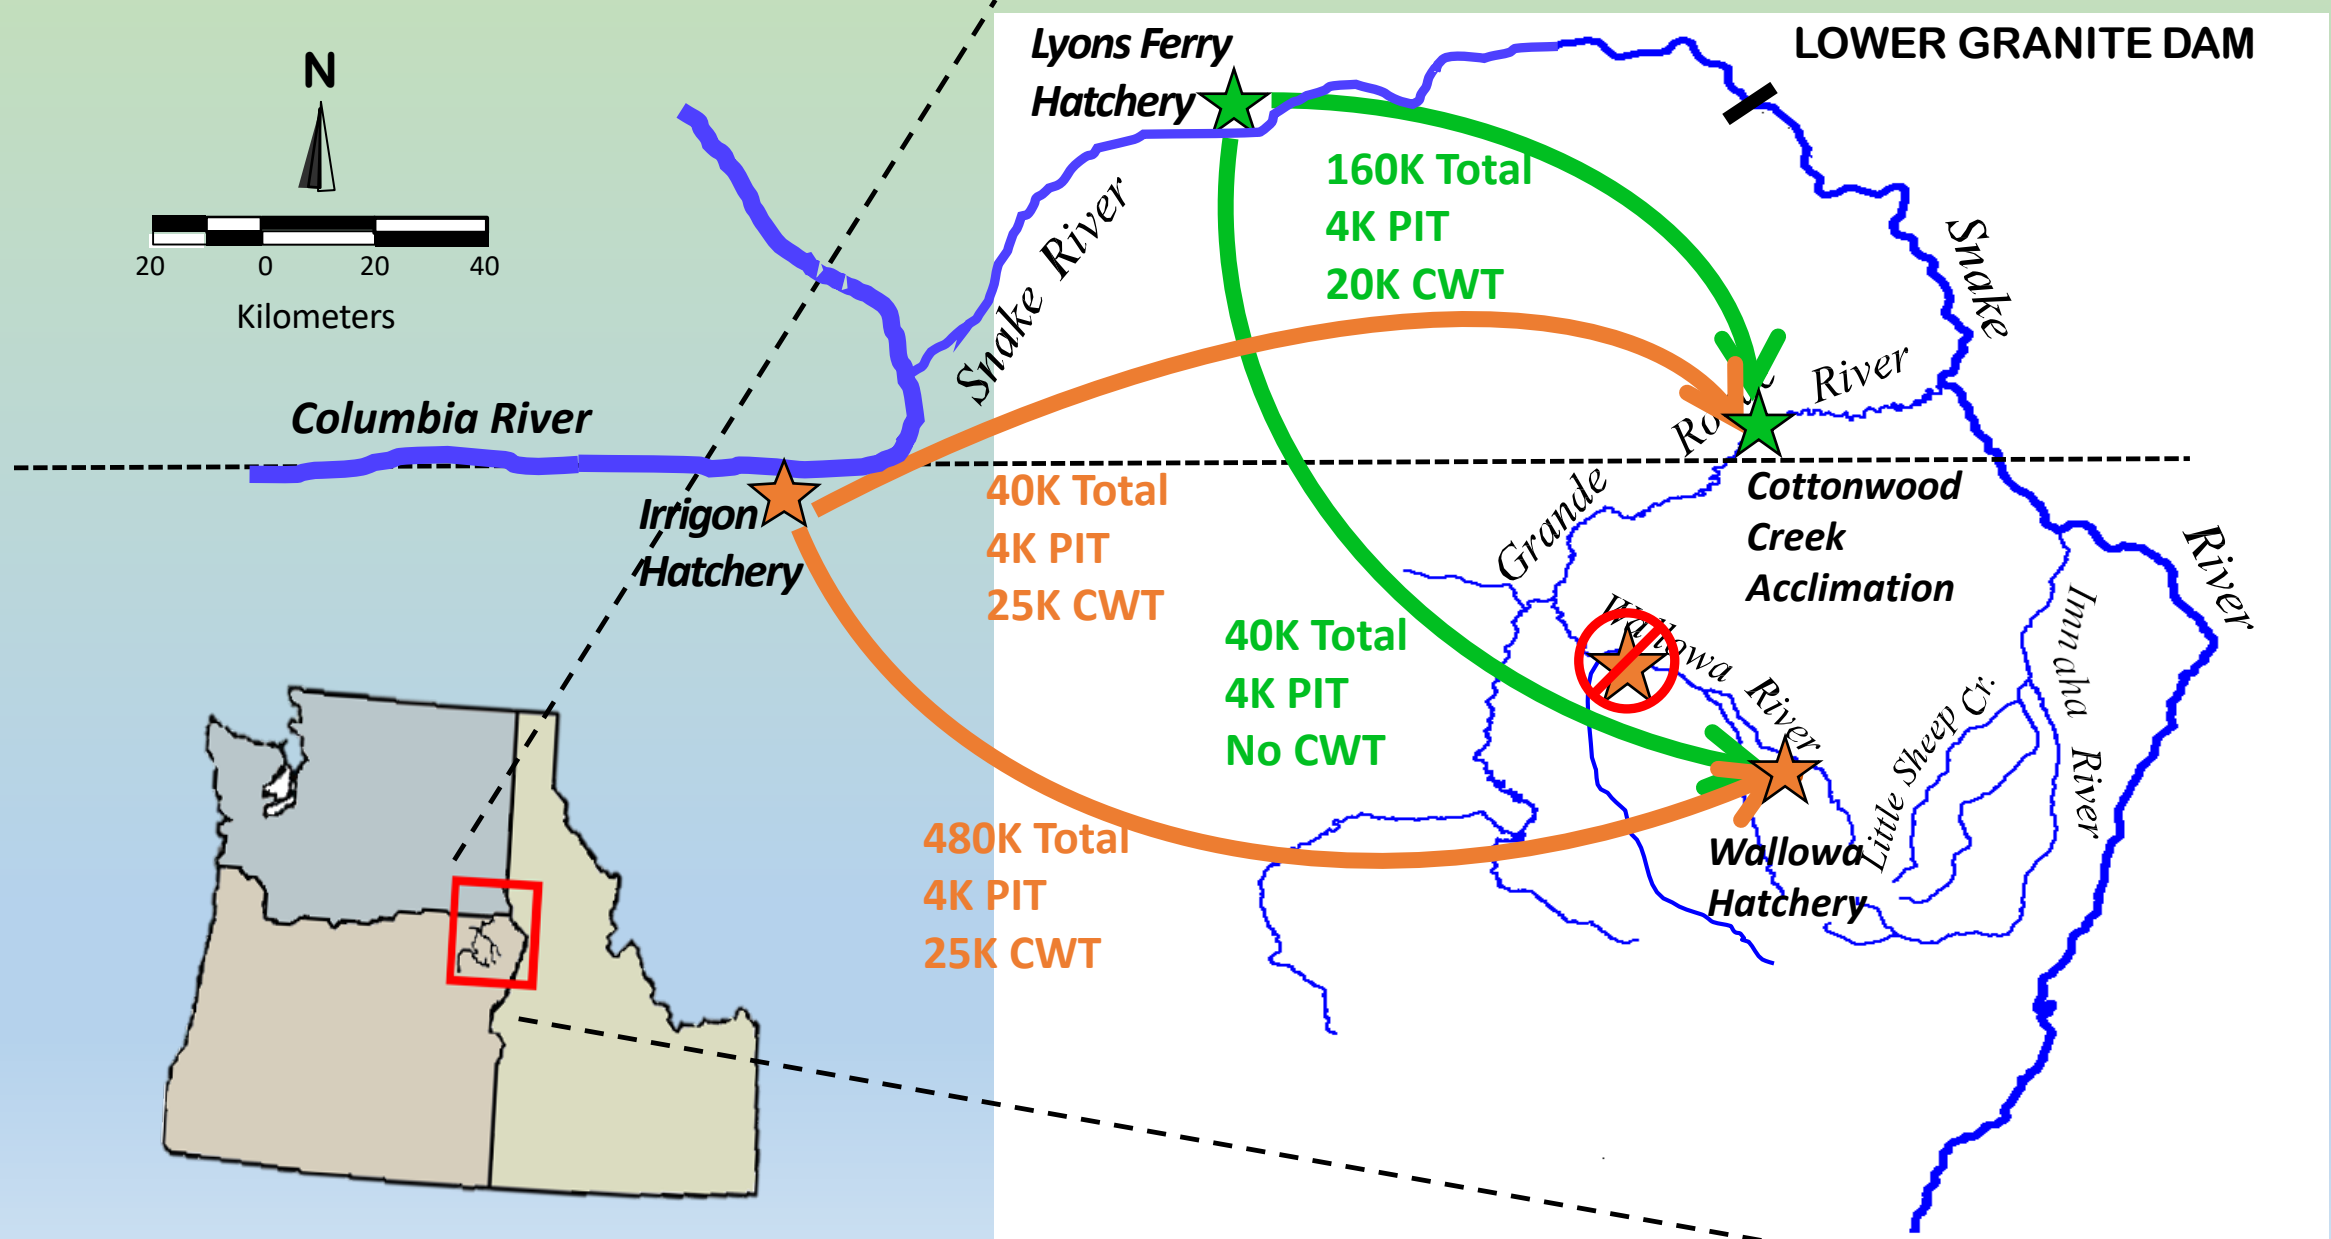 LOWER GRANITE DAM
Lyons Ferry
Hatchery
N
20 0 20 40
Kilometers
160K Total
4K PIT
20K CWT
Snake River
Snake
River
Columbia River
River
Grande
Irrigon
Hatchery
40K Total
4K PIT
25K CWT
Cottonwood
Creek
Acclimation
40K Total
4K PIT
No CWT
Wallowa River
Imnaha River
Little Sheep Cr.
480K Total
4K PIT
25K CWT
Wallowa
Hatchery